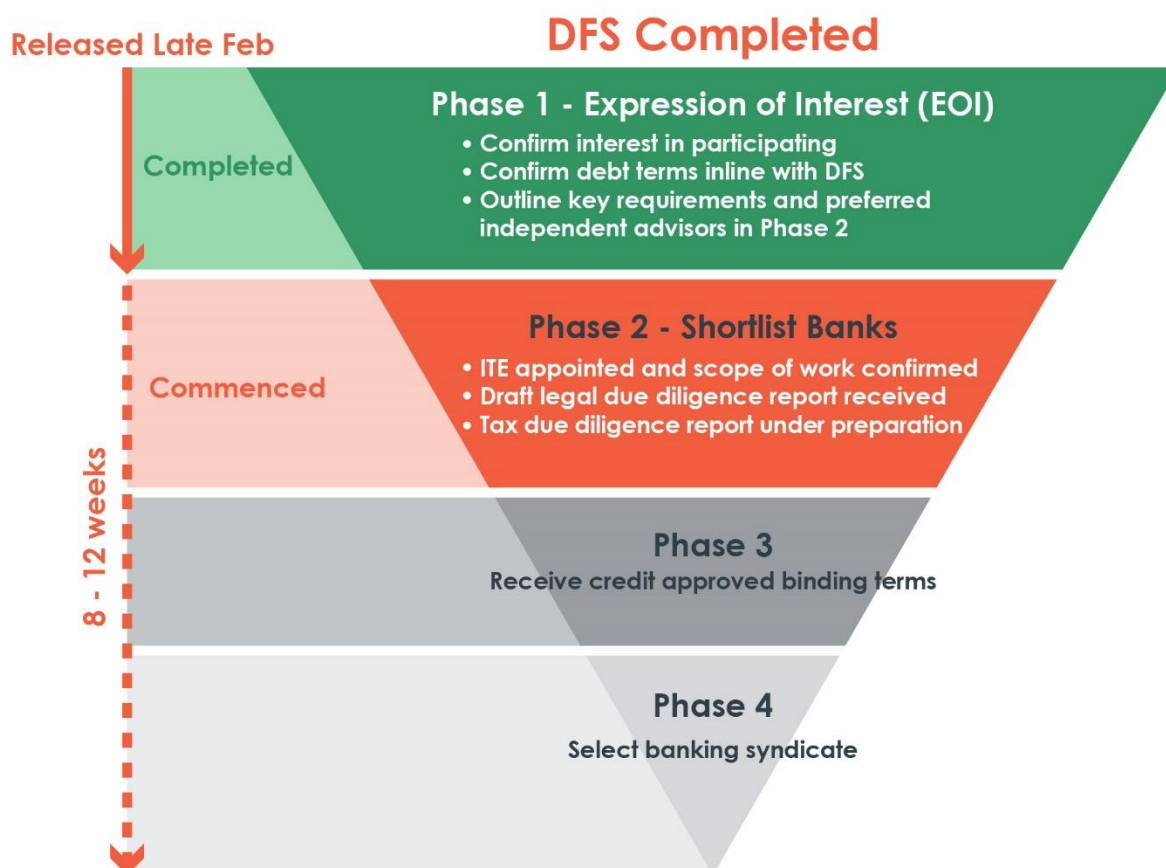 Released Late Feb
DFS Completed
Phase 1 - Expression of Interest (EOI)
• Confirm interest in participating
• Confirm debt terms inline with DFS
• Outline key requirements and preferred
independent advisors in Phase 2
Completed
Phase 2 - Shortlist Banks
• ITE appointed and scope of work confirmed
• Draft legal due diligence report received
• Tax due diligence report under preparation
Commenced
8 - 12 weeks
Phase 3
Receive credit approved binding terms
Phase 4
Select banking syndicate